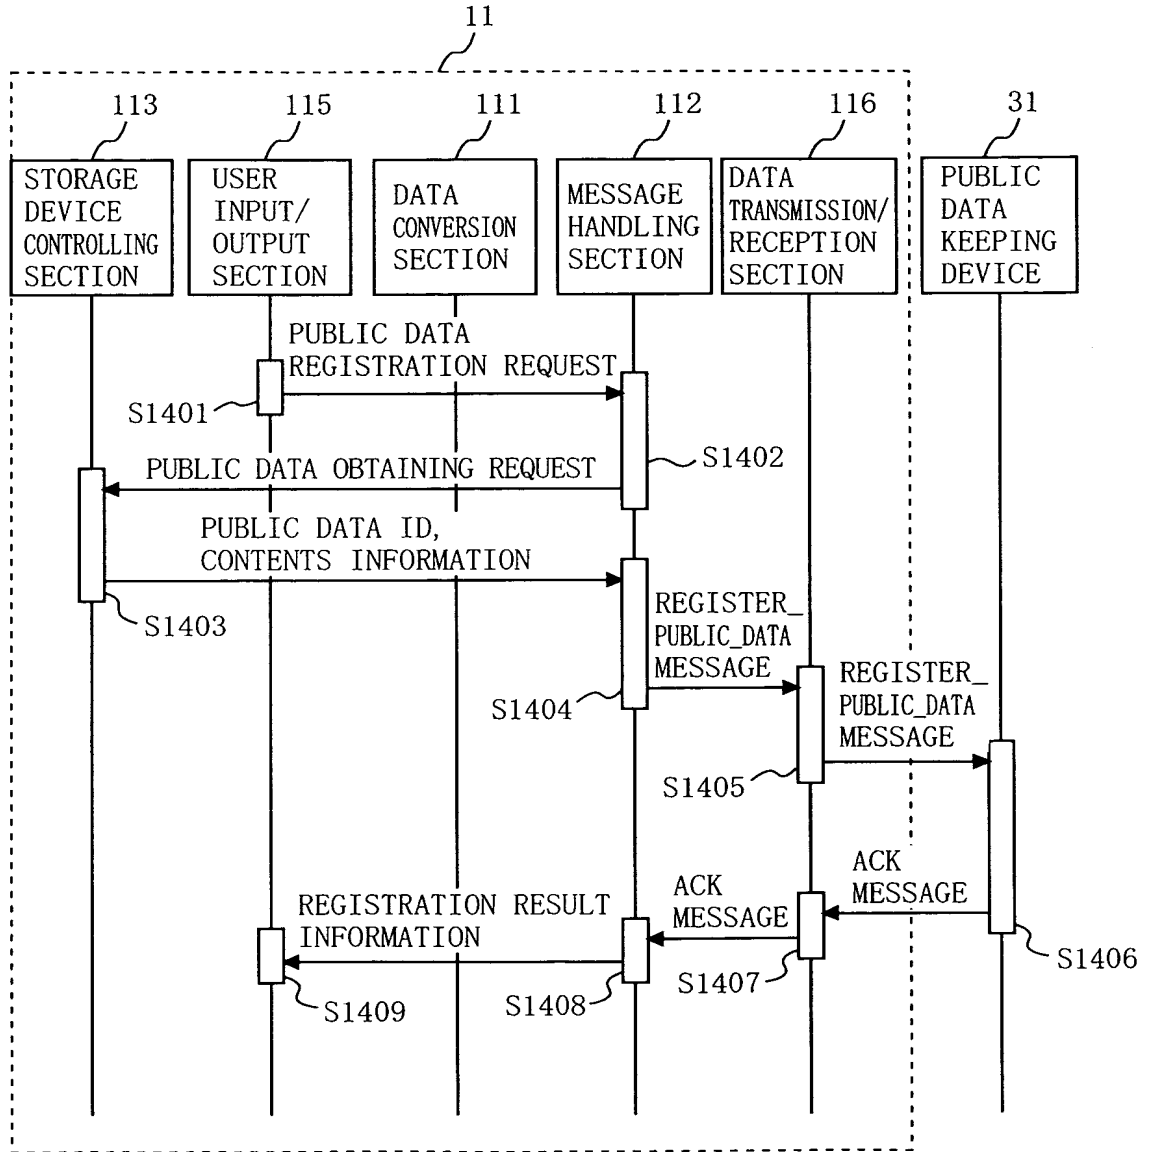 11
113
115
111
112
116
31
STORAGE
DEVICE
CONTROLLING
SECTION
USER
INPUT/
OUTPUT
SECTION
DATA
CONVERSION
SECTION
MESSAGE
HANDLING
SECTION
DATA
TRANSMISSION/
RECEPTION
SECTION
PUBLIC
DATA
KEEPING
DEVICE
PUBLIC DATA
REGISTRATION REQUEST
S1401
S1402
PUBLIC DATA OBTAINING REQUEST
PUBLIC DATA ID,
CONTENTS INFORMATION
S1403
REGISTER_
PUBLIC_DATA
MESSAGE
S1404
REGISTER_
PUBLIC_DATA
MESSAGE
S1405
ACK
MESSAGE
S1406
ACK
MESSAGE
S1407
REGISTRATION RESULT
INFORMATION
S1408
S1409